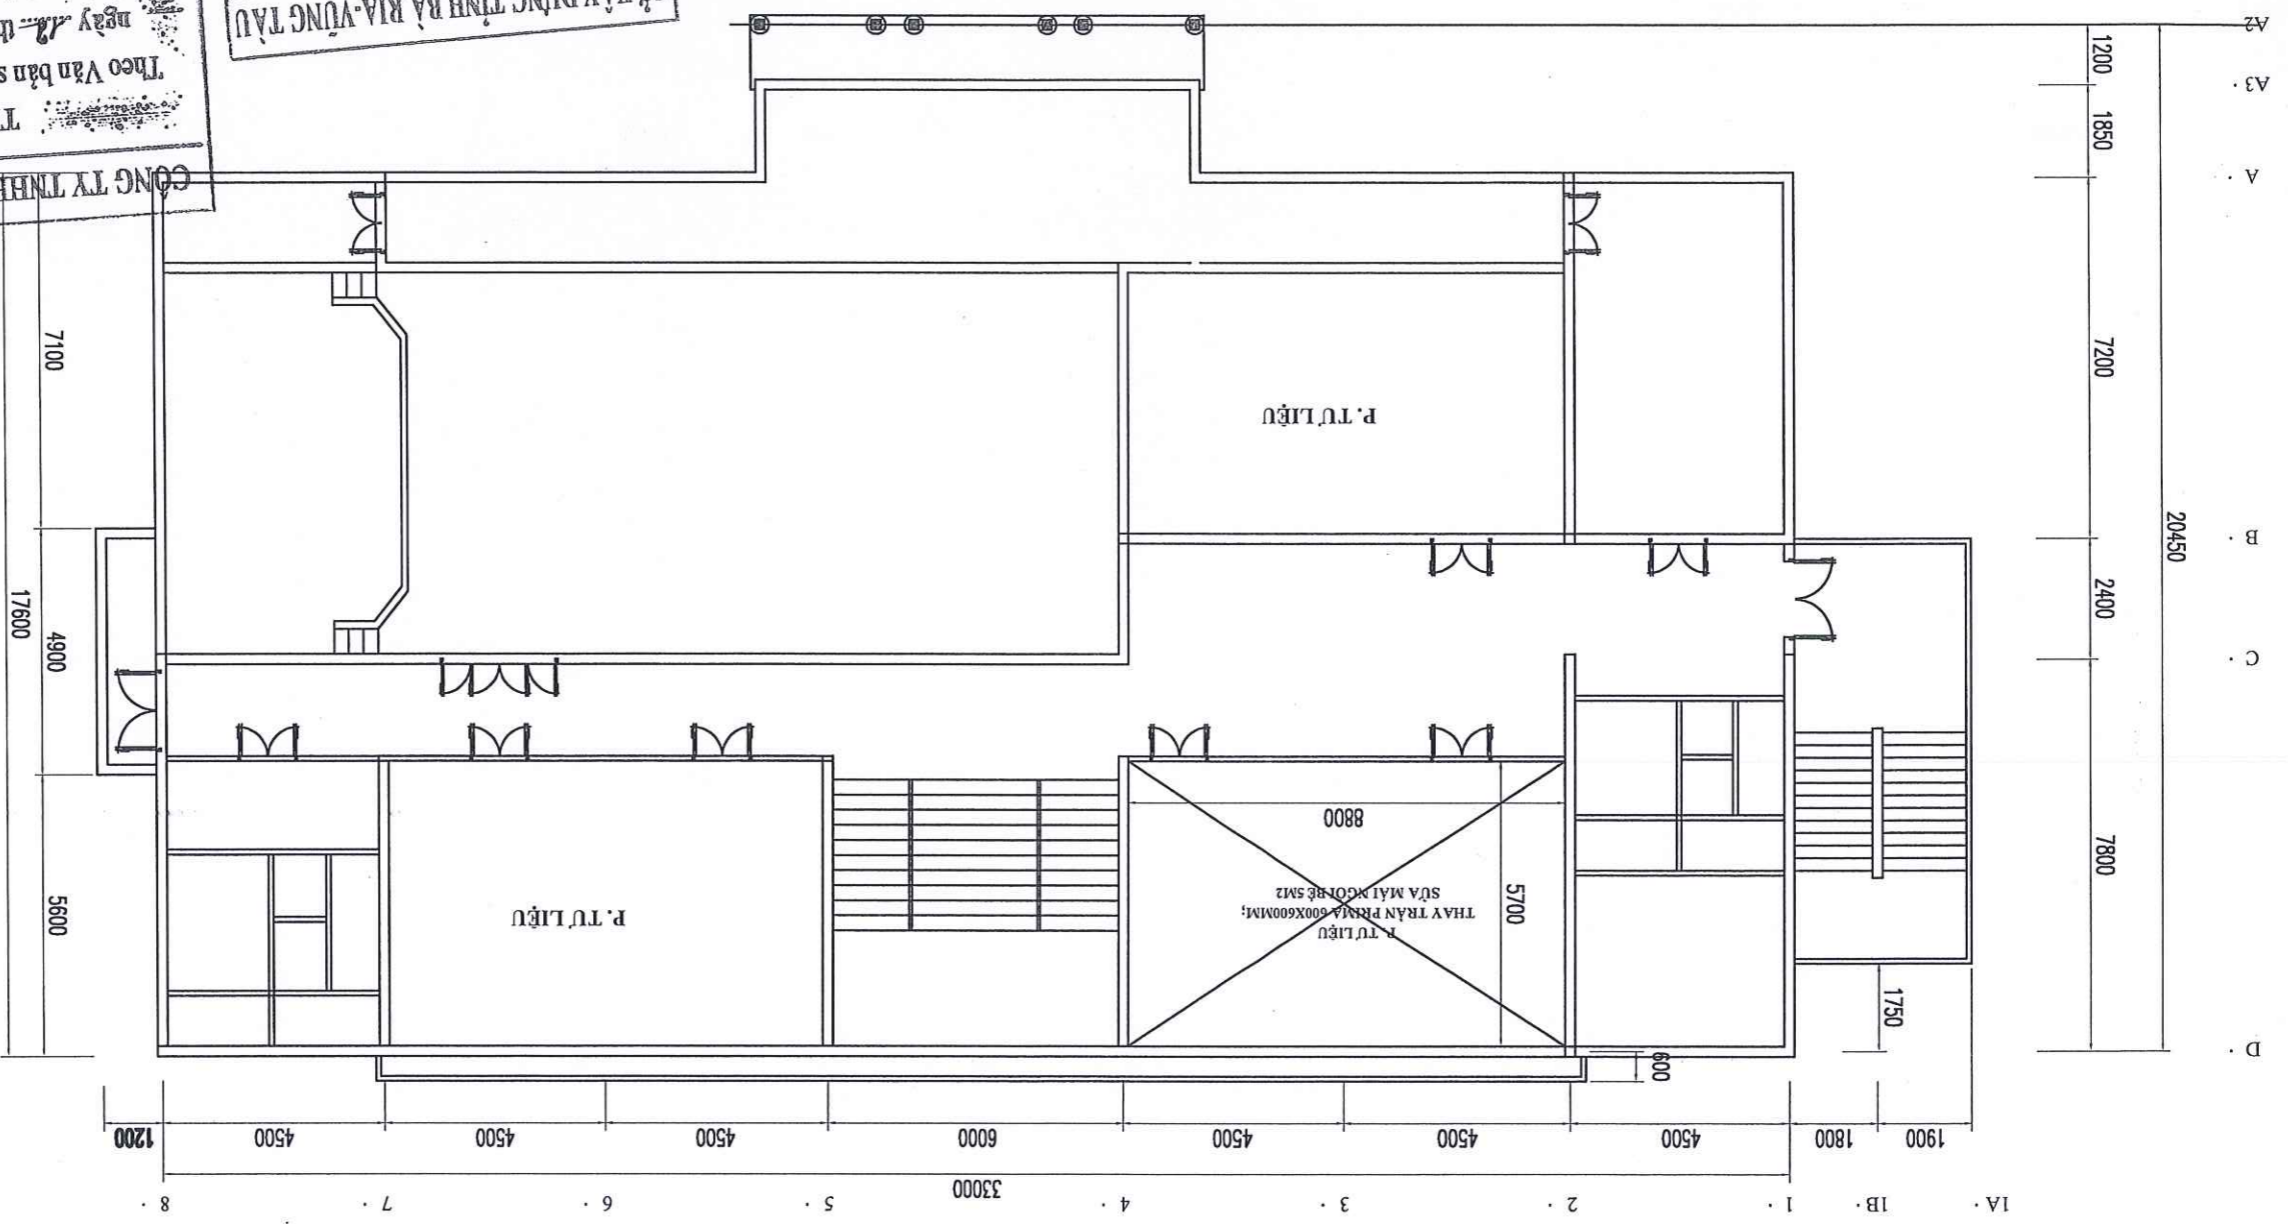 1A
1B
1
2
3
4
5
6
7
8
33000
1900
1800
4500
4500
4500
6000
4500
4500
4500
1200
D
C
B
A
A3
A2
600
1750
7800
2400
7200
1850
1200
20450
5600
4900
7100
17600
P. TƯ LIỆU
THAY TRẦN PRIMA 600X600MM;
SỬA MÁI NGÓI BỂ 5M2
5700
8800
P. TƯ LIỆU
P. TƯ LIỆU
CÔNG TY TNHH
T
Theo Văn bản s
ngày
XÂY DỰNG TỈNH BÀ RỊA-VŨNG TÀU